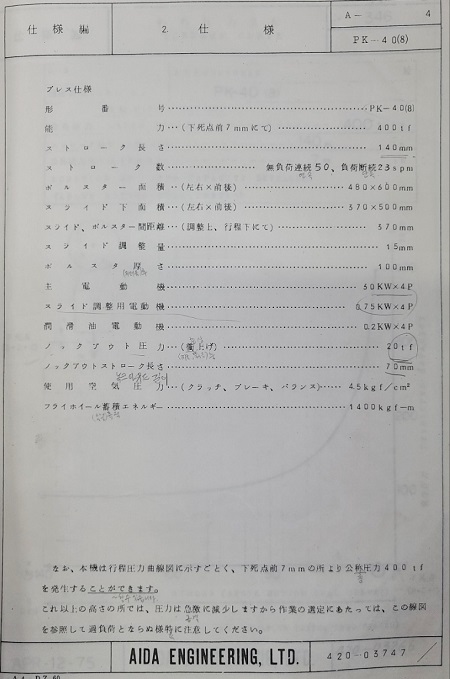 仕様編
2. 仕様
A- 4
PK-40(8)
プレス仕様
形番号 PK-40(8)
能力 (下死点前7mmにて) 400tf
ストローク長さ 140mm
ストローク数 無負荷連続50、負荷断続23spm
ボルスター面積 (左右×前後) 480×600mm
スライド下面積 (左右×前後) 370×500mm
スライド、ボルスター間距離 (調整上、行程下にて) 370mm
スライド調整量 15mm
ボルスタ厚さ 100mm
主電動機 30KW×4P
スライド調整用電動機 0.75KW×4P
潤滑油電動機 0.2KW×4P
ノックアウト圧力 (衝上げ) 20tf
ノックアウトストローク長さ 70mm
使用空気圧力 (クラッチ、ブレーキ、バランス) 4.5kgf/cm²
フライホイール蓄積エネルギー 1400kgf-m
なお、本機は行程圧力曲線図に示すごとく、下死点前7mmの所より公称圧力400tf
を発生することができます。
これ以上の高さの所では、圧力は急激に減少しますから作業の選定にあたっては、この線図
を参照して過負荷とならぬ様特に注意してください。
AIDA ENGINEERING, LTD.
420-03747